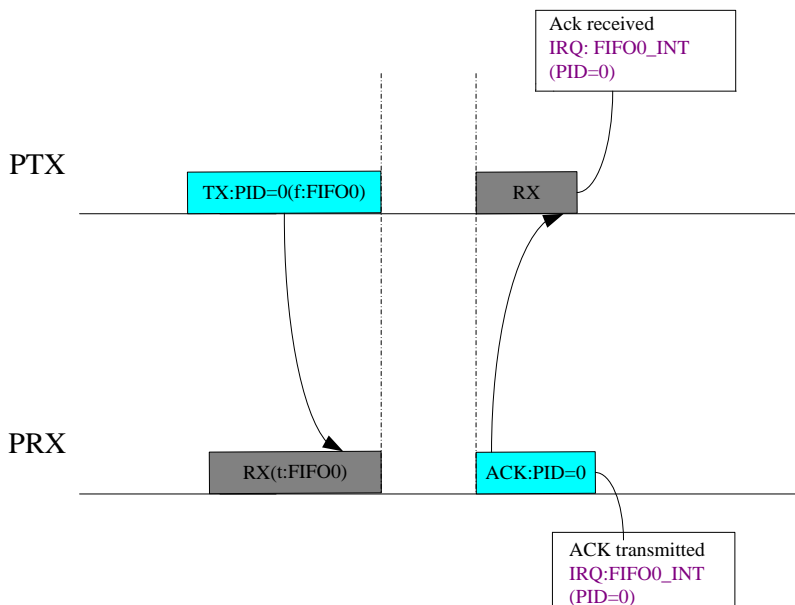 Ack received
IRQ: FIFO0_INT
(PID=0)
PTX
TX:PID=0(f:FIFO0)
RX
PRX
RX(t:FIFO0)
ACK:PID=0
ACK transmitted
IRQ:FIFO0_INT
(PID=0)